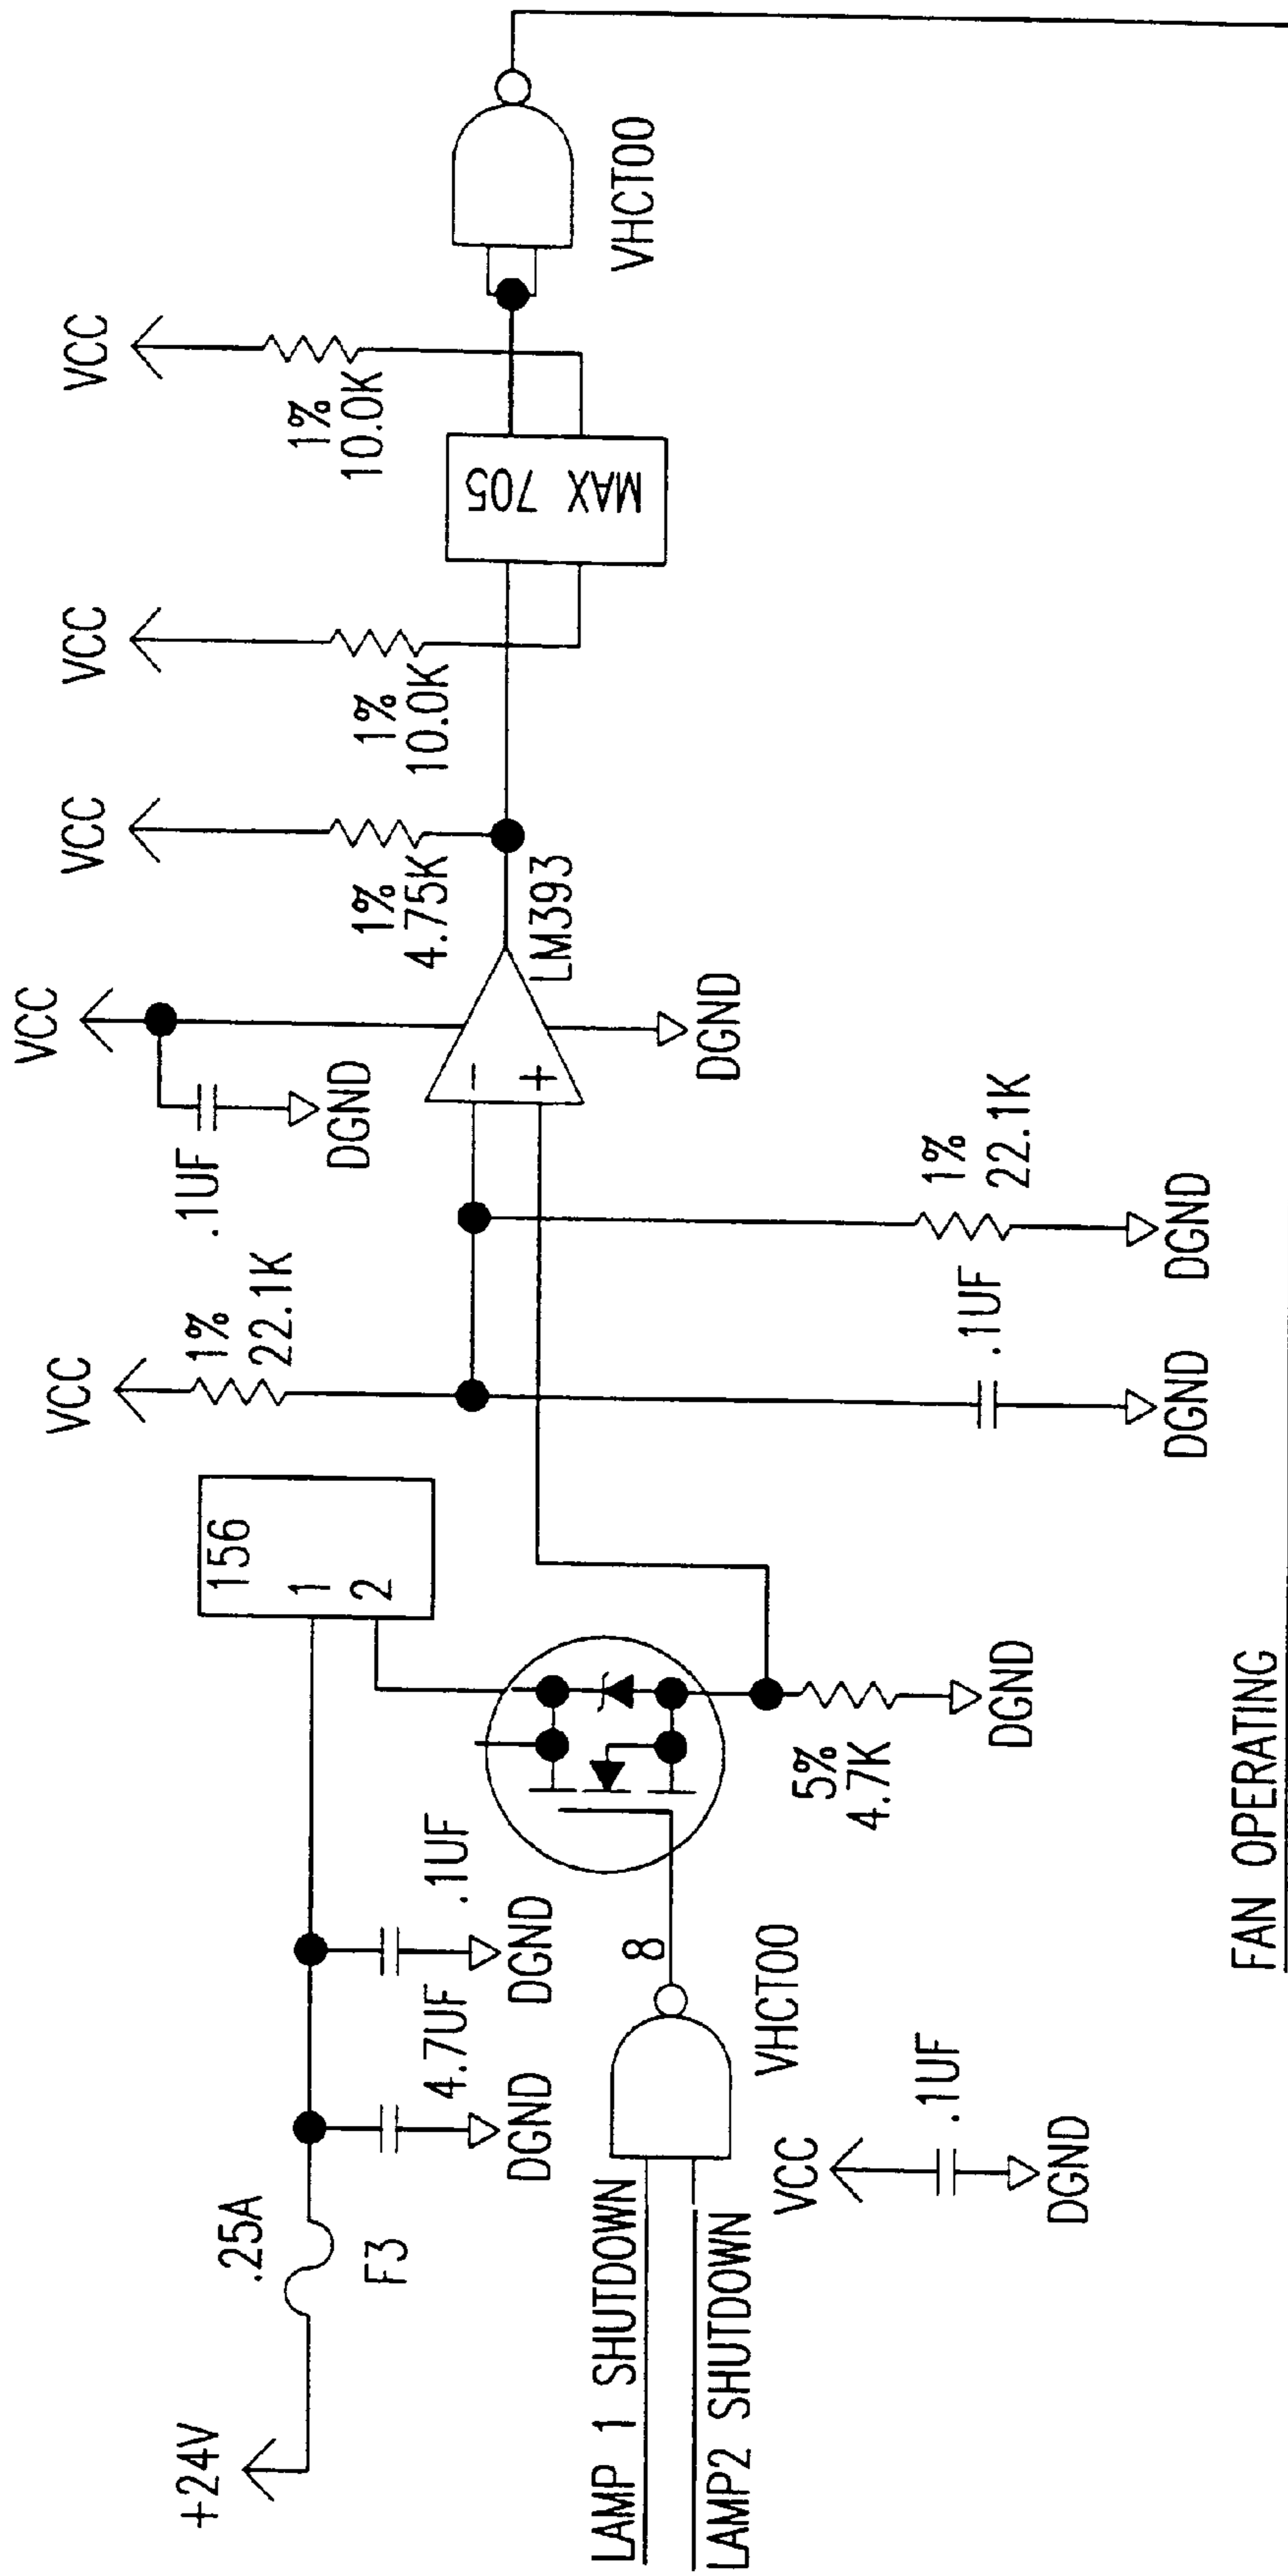 +24V
.25A
F3
4.7UF
DGND
.1UF
DGND
156
1
2
LAMP 1 SHUTDOWN
LAMP2 SHUTDOWN
8
VHCT00
VCC
.1UF
DGND
5%
4.7K
DGND
VCC
1%
22.1K
.1UF
DGND
1%
22.1K
DGND
VCC
.1UF
DGND
-
+
LM393
DGND
VCC
1%
4.75K
VCC
1%
10.0K
MAX 705
VCC
1%
10.0K
VHCT00
FAN OPERATING